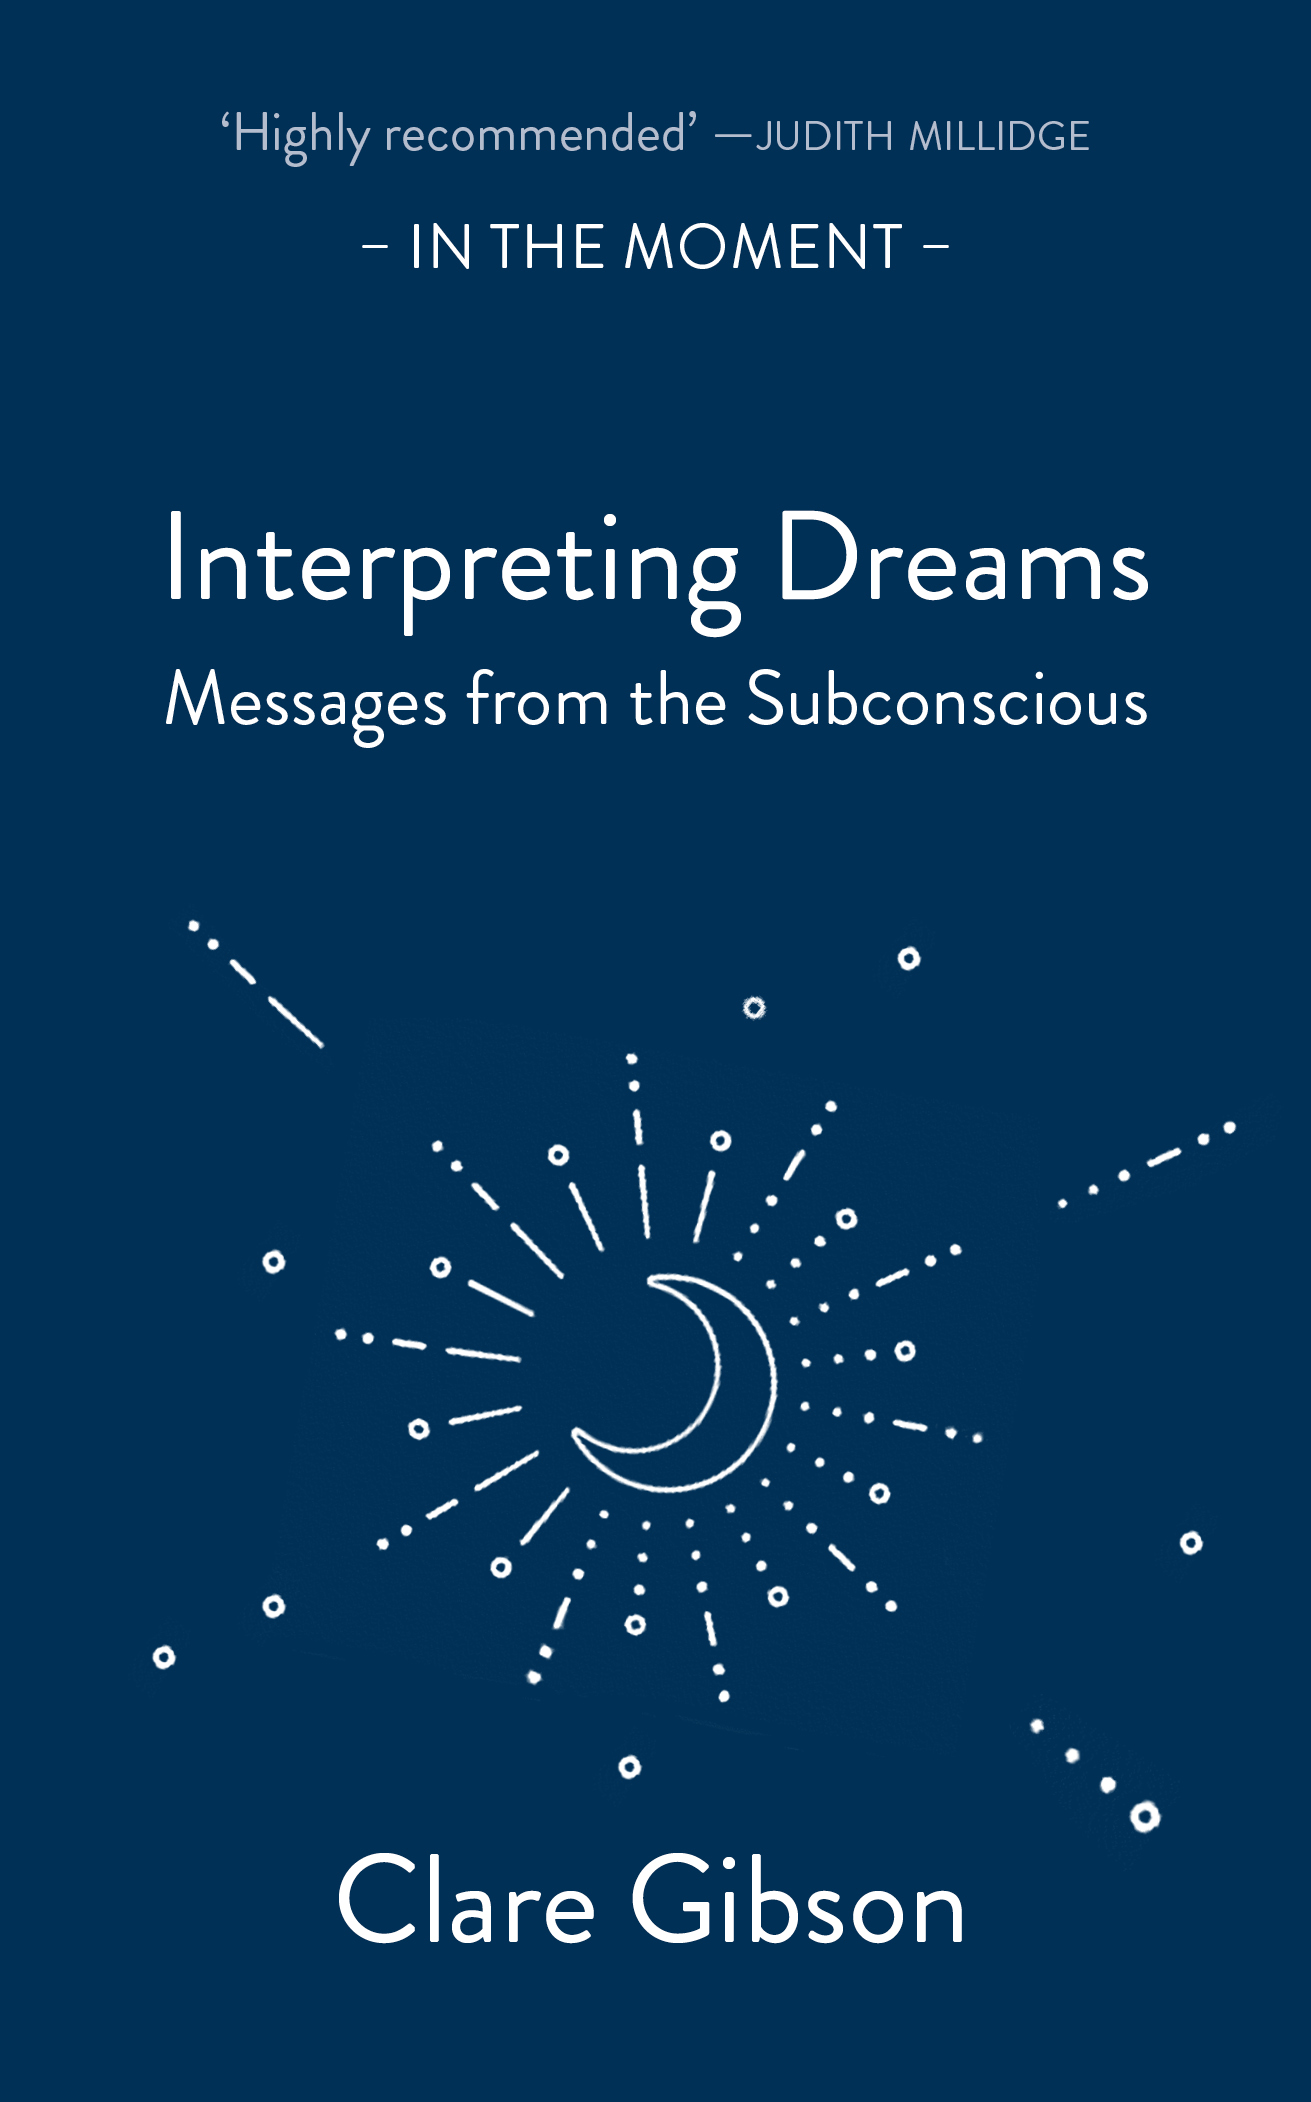 ‘Highly recommended’ —JUDITH MILLIDGE
– IN THE MOMENT –
Interpreting Dreams
Messages from the Subconscious
Clare Gibson